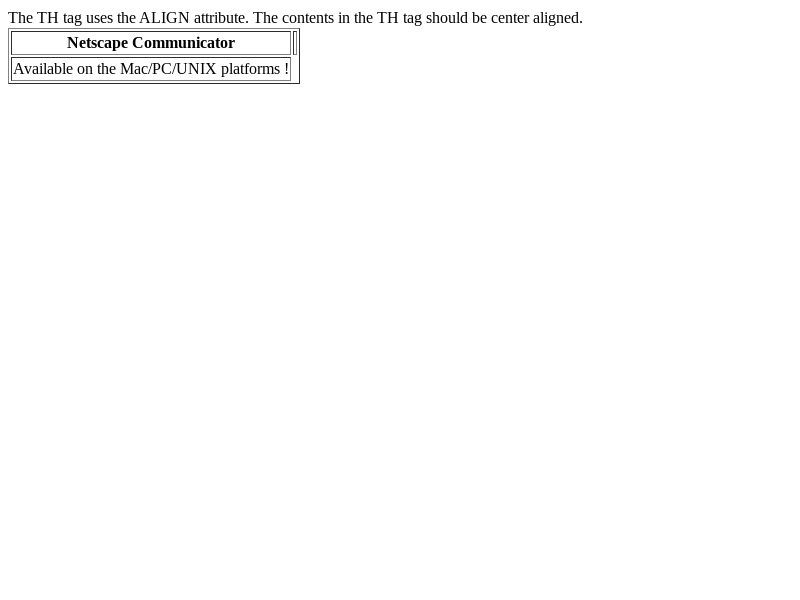 The TH tag uses the ALIGN attribute. The contents in the TH tag should be center aligned.
Netscape Communicator
Available on the Mac/PC/UNIX platforms !